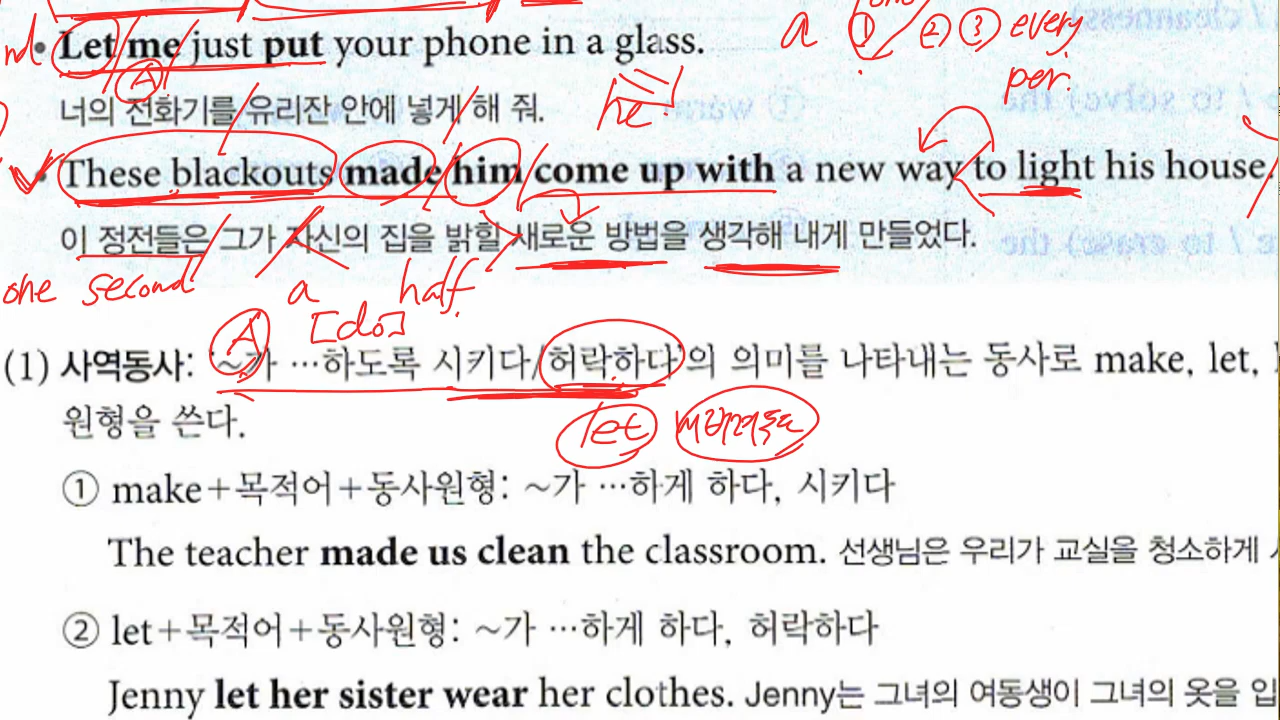 a ① ② ③ every
per.
• Let me just put your phone in a glass.
A
너의 전화기를 유리잔 안에 넣게 해 줘.
he
These blackouts made him come up with a new way to light his house.
이 정전들은 그가 자신의 집을 밝힐 새로운 방법을 생각해 내게 만들었다.
one second a half
A [do]
(1) 사역동사: '~가 …하도록 시키다/허락하다'의 의미를 나타내는 동사로 make, let,
원형을 쓴다.
let 내버려두다
① make+목적어+동사원형: ~가 …하게 하다, 시키다
The teacher made us clean the classroom. 선생님은 우리가 교실을 청소하게
② let+목적어+동사원형: ~가 …하게 하다, 허락하다
Jenny let her sister wear her clothes. Jenny는 그녀의 여동생이 그녀의 옷을 입